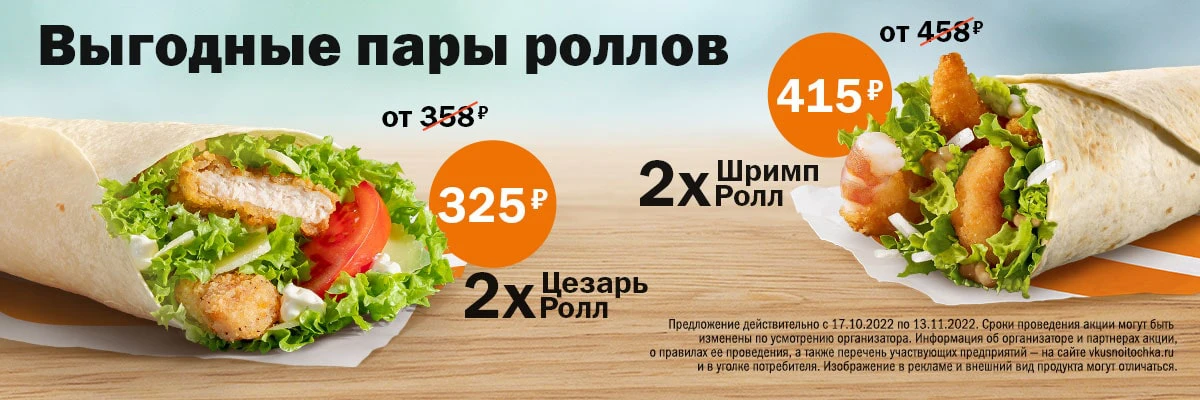 Выгодные пары роллов
от 358₽
325₽
2x Цезарь
Ролл
от 458₽
415₽
2x Шримп
Ролл
Предложение действительно с 17.10.2022 по 13.11.2022. Сроки проведения акции могут быть
изменены по усмотрению организатора. Информация об организаторе и партнерах акции,
о правилах ее проведения, а также перечень участвующих предприятий — на сайте vkusnoitochka.ru
и в уголке потребителя. Изображение в рекламе и внешний вид продукта могут отличаться.